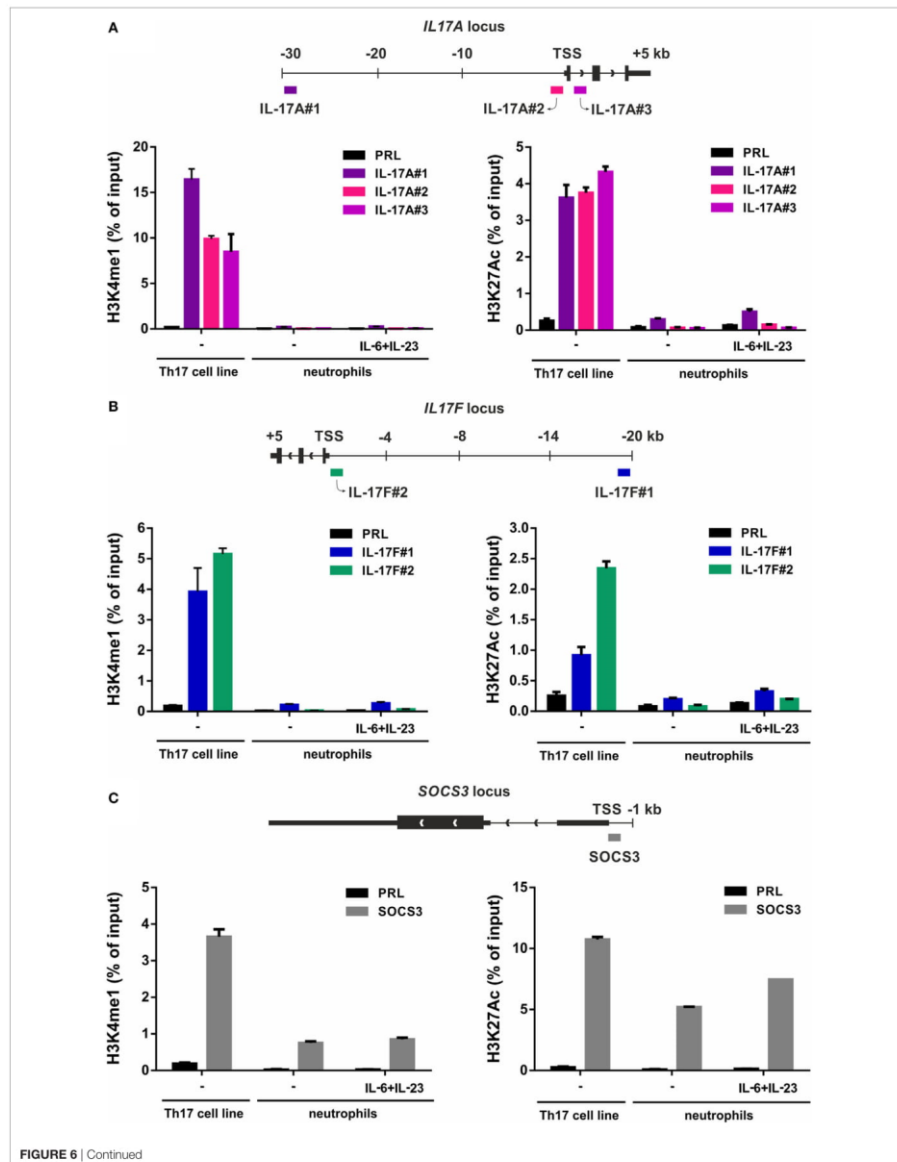 A
IL17A locus
-30 -20 -10 TSS +5 kb
IL-17A#1 IL-17A#2 IL-17A#3
H3K4me1 (% of input)
20
15
10
5
0
PRL
IL-17A#1
IL-17A#2
IL-17A#3
- - IL-6+IL-23
Th17 cell line neutrophils
H3K27Ac (% of input)
5
4
3
2
1
0
PRL
IL-17A#1
IL-17A#2
IL-17A#3
- - IL-6+IL-23
Th17 cell line neutrophils
B
IL17F locus
+5 TSS -4 -8 -14 -20 kb
IL-17F#2 IL-17F#1
H3K4me1 (% of input)
6
5
4
3
2
1
0
PRL
IL-17F#1
IL-17F#2
- - IL-6+IL-23
Th17 cell line neutrophils
H3K27Ac (% of input)
3.0
2.5
2.0
1.5
1.0
0.5
0.0
PRL
IL-17F#1
IL-17F#2
- - IL-6+IL-23
Th17 cell line neutrophils
C
SOCS3 locus
TSS -1 kb
SOCS3
H3K4me1 (% of input)
5
4
3
2
1
0
PRL
SOCS3
- - IL-6+IL-23
Th17 cell line neutrophils
H3K27Ac (% of input)
15
10
5
0
PRL
SOCS3
- - IL-6+IL-23
Th17 cell line neutrophils
FIGURE 6 | Continued